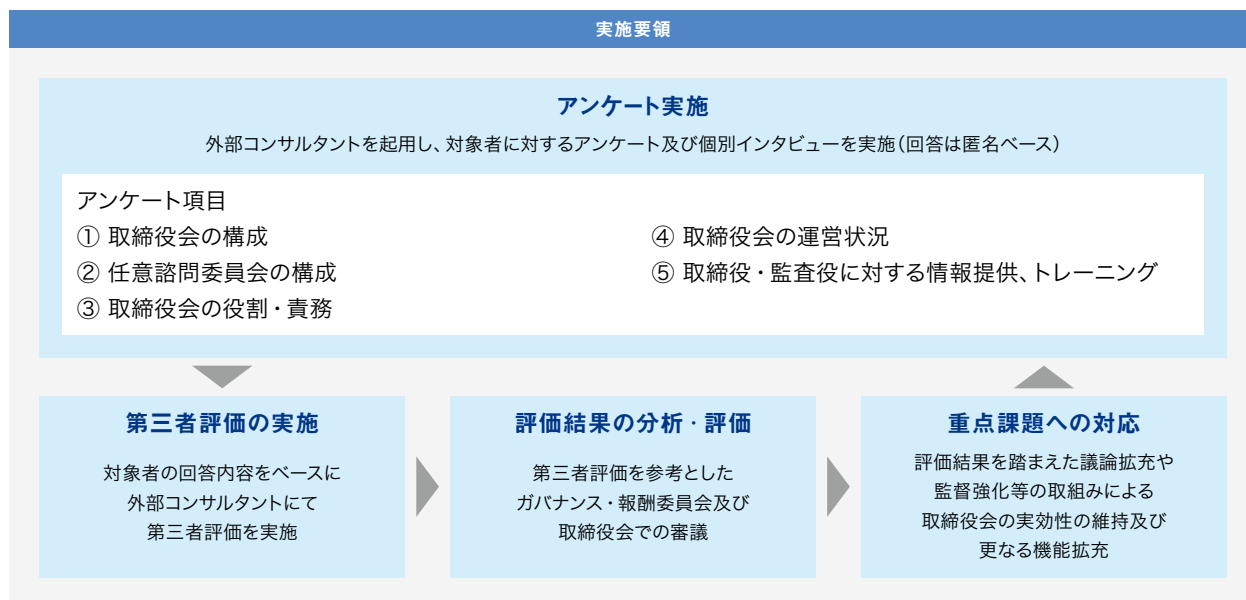 実施要領
アンケート実施
外部コンサルタントを起用し、対象者に対するアンケート及び個別インタビューを実施（回答は匿名ベース）
アンケート項目
① 取締役会の構成
② 任意諮問委員会の構成
③ 取締役会の役割・責務
④ 取締役会の運営状況
⑤ 取締役・監査役に対する情報提供、トレーニング
第三者評価の実施
対象者の回答内容をベースに
外部コンサルタントにて
第三者評価を実施
評価結果の分析・評価
第三者評価を参考とした
ガバナンス・報酬委員会及び
取締役会での審議
重点課題への対応
評価結果を踏まえた議論拡充や
監督強化等の取組みによる
取締役会の実効性の維持及び
更なる機能拡充